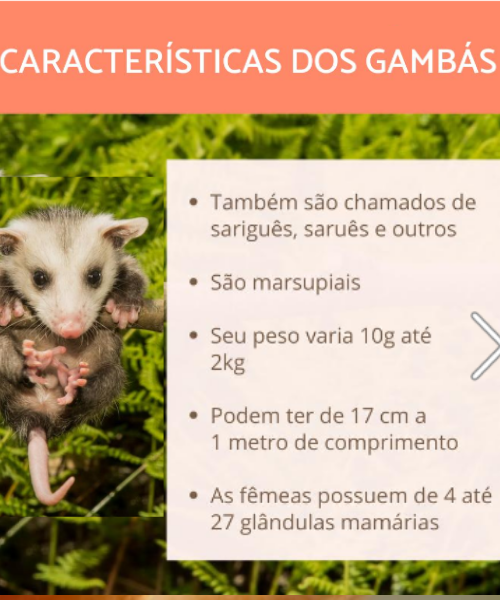 CARACTERÍSTICAS DOS GAMBÁS
• Também são chamados de
sariguês, saruês e outros
• São marsupiais
• Seu peso varia 10g até
2kg
• Podem ter de 17 cm a
1 metro de comprimento
• As fêmeas possuem de 4 até
27 glândulas mamárias